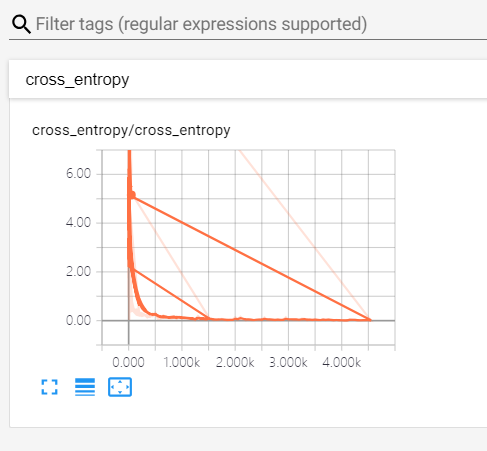 Filter tags (regular expressions supported)
cross_entropy
cross_entropy/cross_entropy
6.00
4.00
2.00
0.00
0.000 1.000k 2.000k 3.000k 4.000k